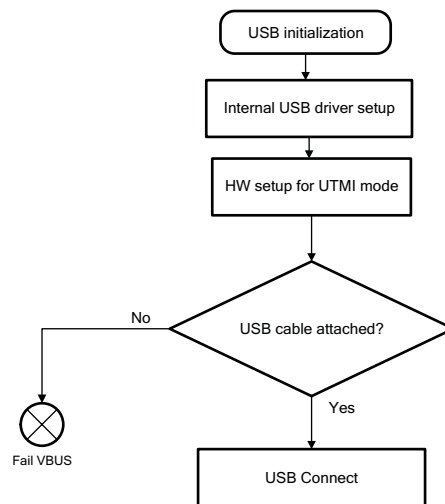 USB initialization
Internal USB driver setup
HW setup for UTMI mode
USB cable attached?
No
Yes
Fail VBUS
USB Connect